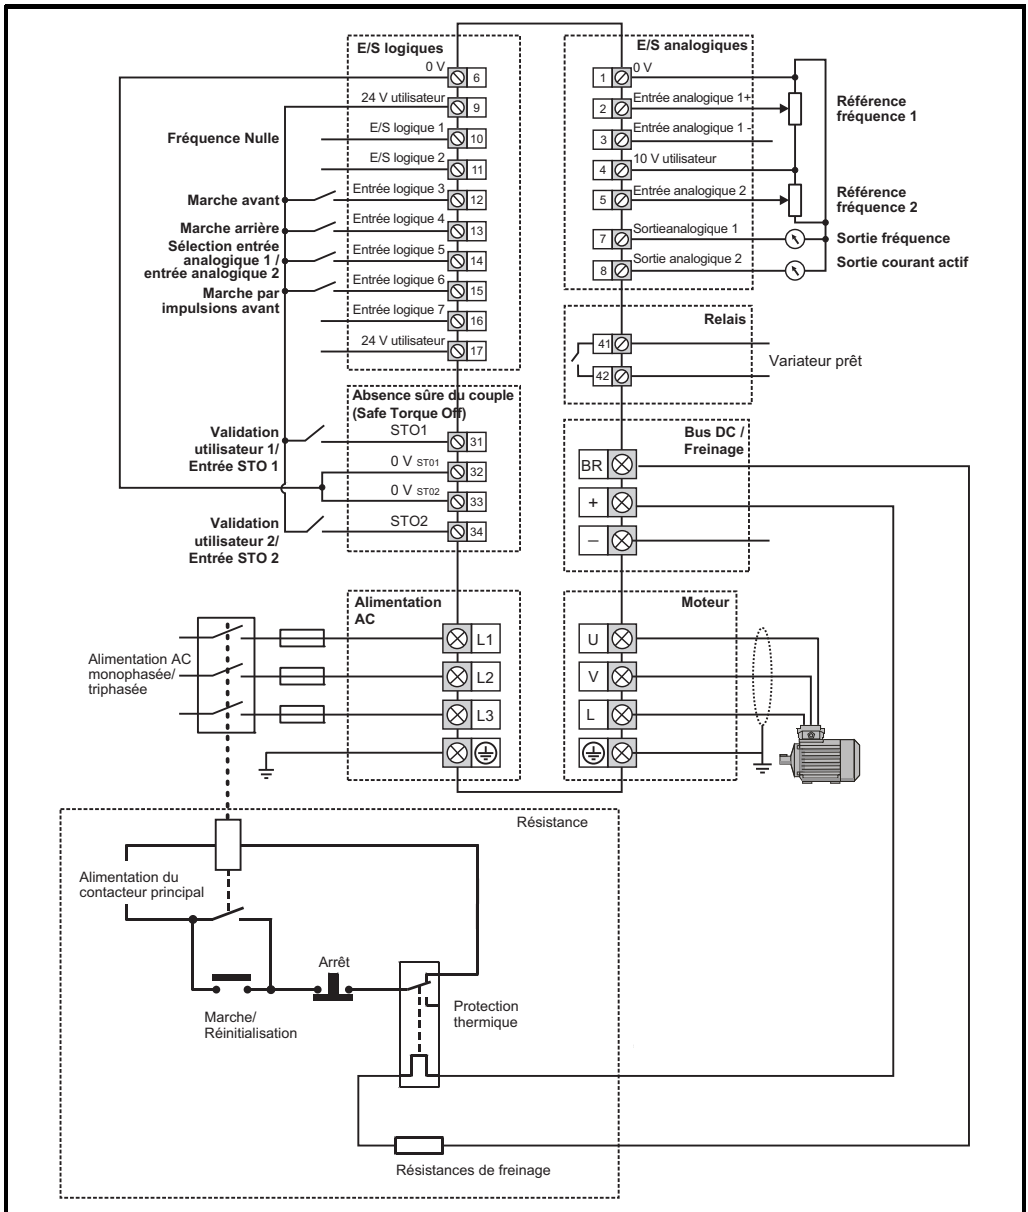 E/S logiques
0 V
6
24 V utilisateur
9
Fréquence Nulle
E/S logique 1
10
E/S logique 2
11
Marche avant
Entrée logique 3
12
Marche arrière
Entrée logique 4
13
Sélection entrée
analogique 1 /
entrée analogique 2
Entrée logique 5
14
Marche par
impulsions avant
Entrée logique 6
15
Entrée logique 7
16
24 V utilisateur
17
E/S analogiques
1
0 V
2
Entrée analogique 1+
Référence
fréquence 1
3
Entrée analogique 1 -
4
10 V utilisateur
5
Entrée analogique 2
Référence
fréquence 2
7
Sortieanalogique 1
Sortie fréquence
8
Sortie analogique 2
Sortie courant actif
Relais
41
42
Variateur prêt
Absence sûre du couple
(Safe Torque Off)
Validation
utilisateur 1/
Entrée STO 1
STO1
31
0 V ST01
32
0 V ST02
33
Validation
utilisateur 2/
Entrée STO 2
STO2
34
Bus DC /
Freinage
BR
+
–
Alimentation
AC
Alimentation AC
monophasée/
triphasée
L1
L2
L3
Moteur
U
V
L
Résistance
Alimentation du
contacteur principal
Arrêt
Marche/
Réinitialisation
Protection
thermique
Résistances de freinage